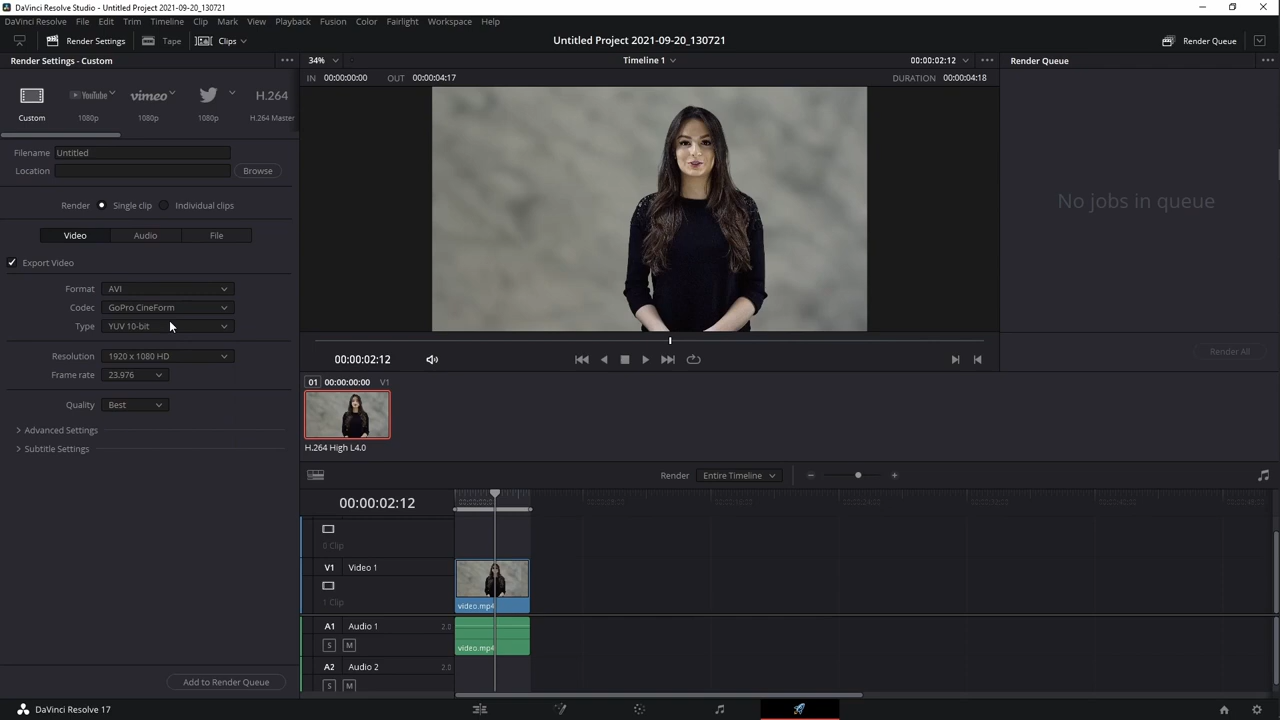 DaVinci Resolve Studio - Untitled Project 2021-09-20_130721
DaVinci Resolve File Edit Trim Timeline Clip Mark View Playback Fusion Color Fairlight Workspace Help
Render Settings Tape Clips
Untitled Project 2021-09-20_130721
Render Queue
Render Settings - Custom
34%
Timeline 1
00:00:02:12
Render Queue
IN 00:00:00:00 OUT 00:00:04:17
DURATION 00:00:04:18
YouTube vimeo H.264
Custom 1080p 1080p 1080p H.264 Master
Filename Untitled
Location Browse
Render Single clip Individual clips
Video Audio File
Export Video
Format AVI
Codec GoPro CineForm
Type YUV 10-bit
Resolution 1920 x 1080 HD
Frame rate 23.976
Quality Best
Advanced Settings
Subtitle Settings
Add to Render Queue
00:00:02:12
01 00:00:00:00 V1
H.264 High L4.0
Render Entire Timeline
00:00:02:12
0 Clip
V1 Video 1
1 Clip
video.mp4
A1 Audio 1 2.0
S M
video.mp4
A2 Audio 2 2.0
S M
No jobs in queue
Render All
DaVinci Resolve 17